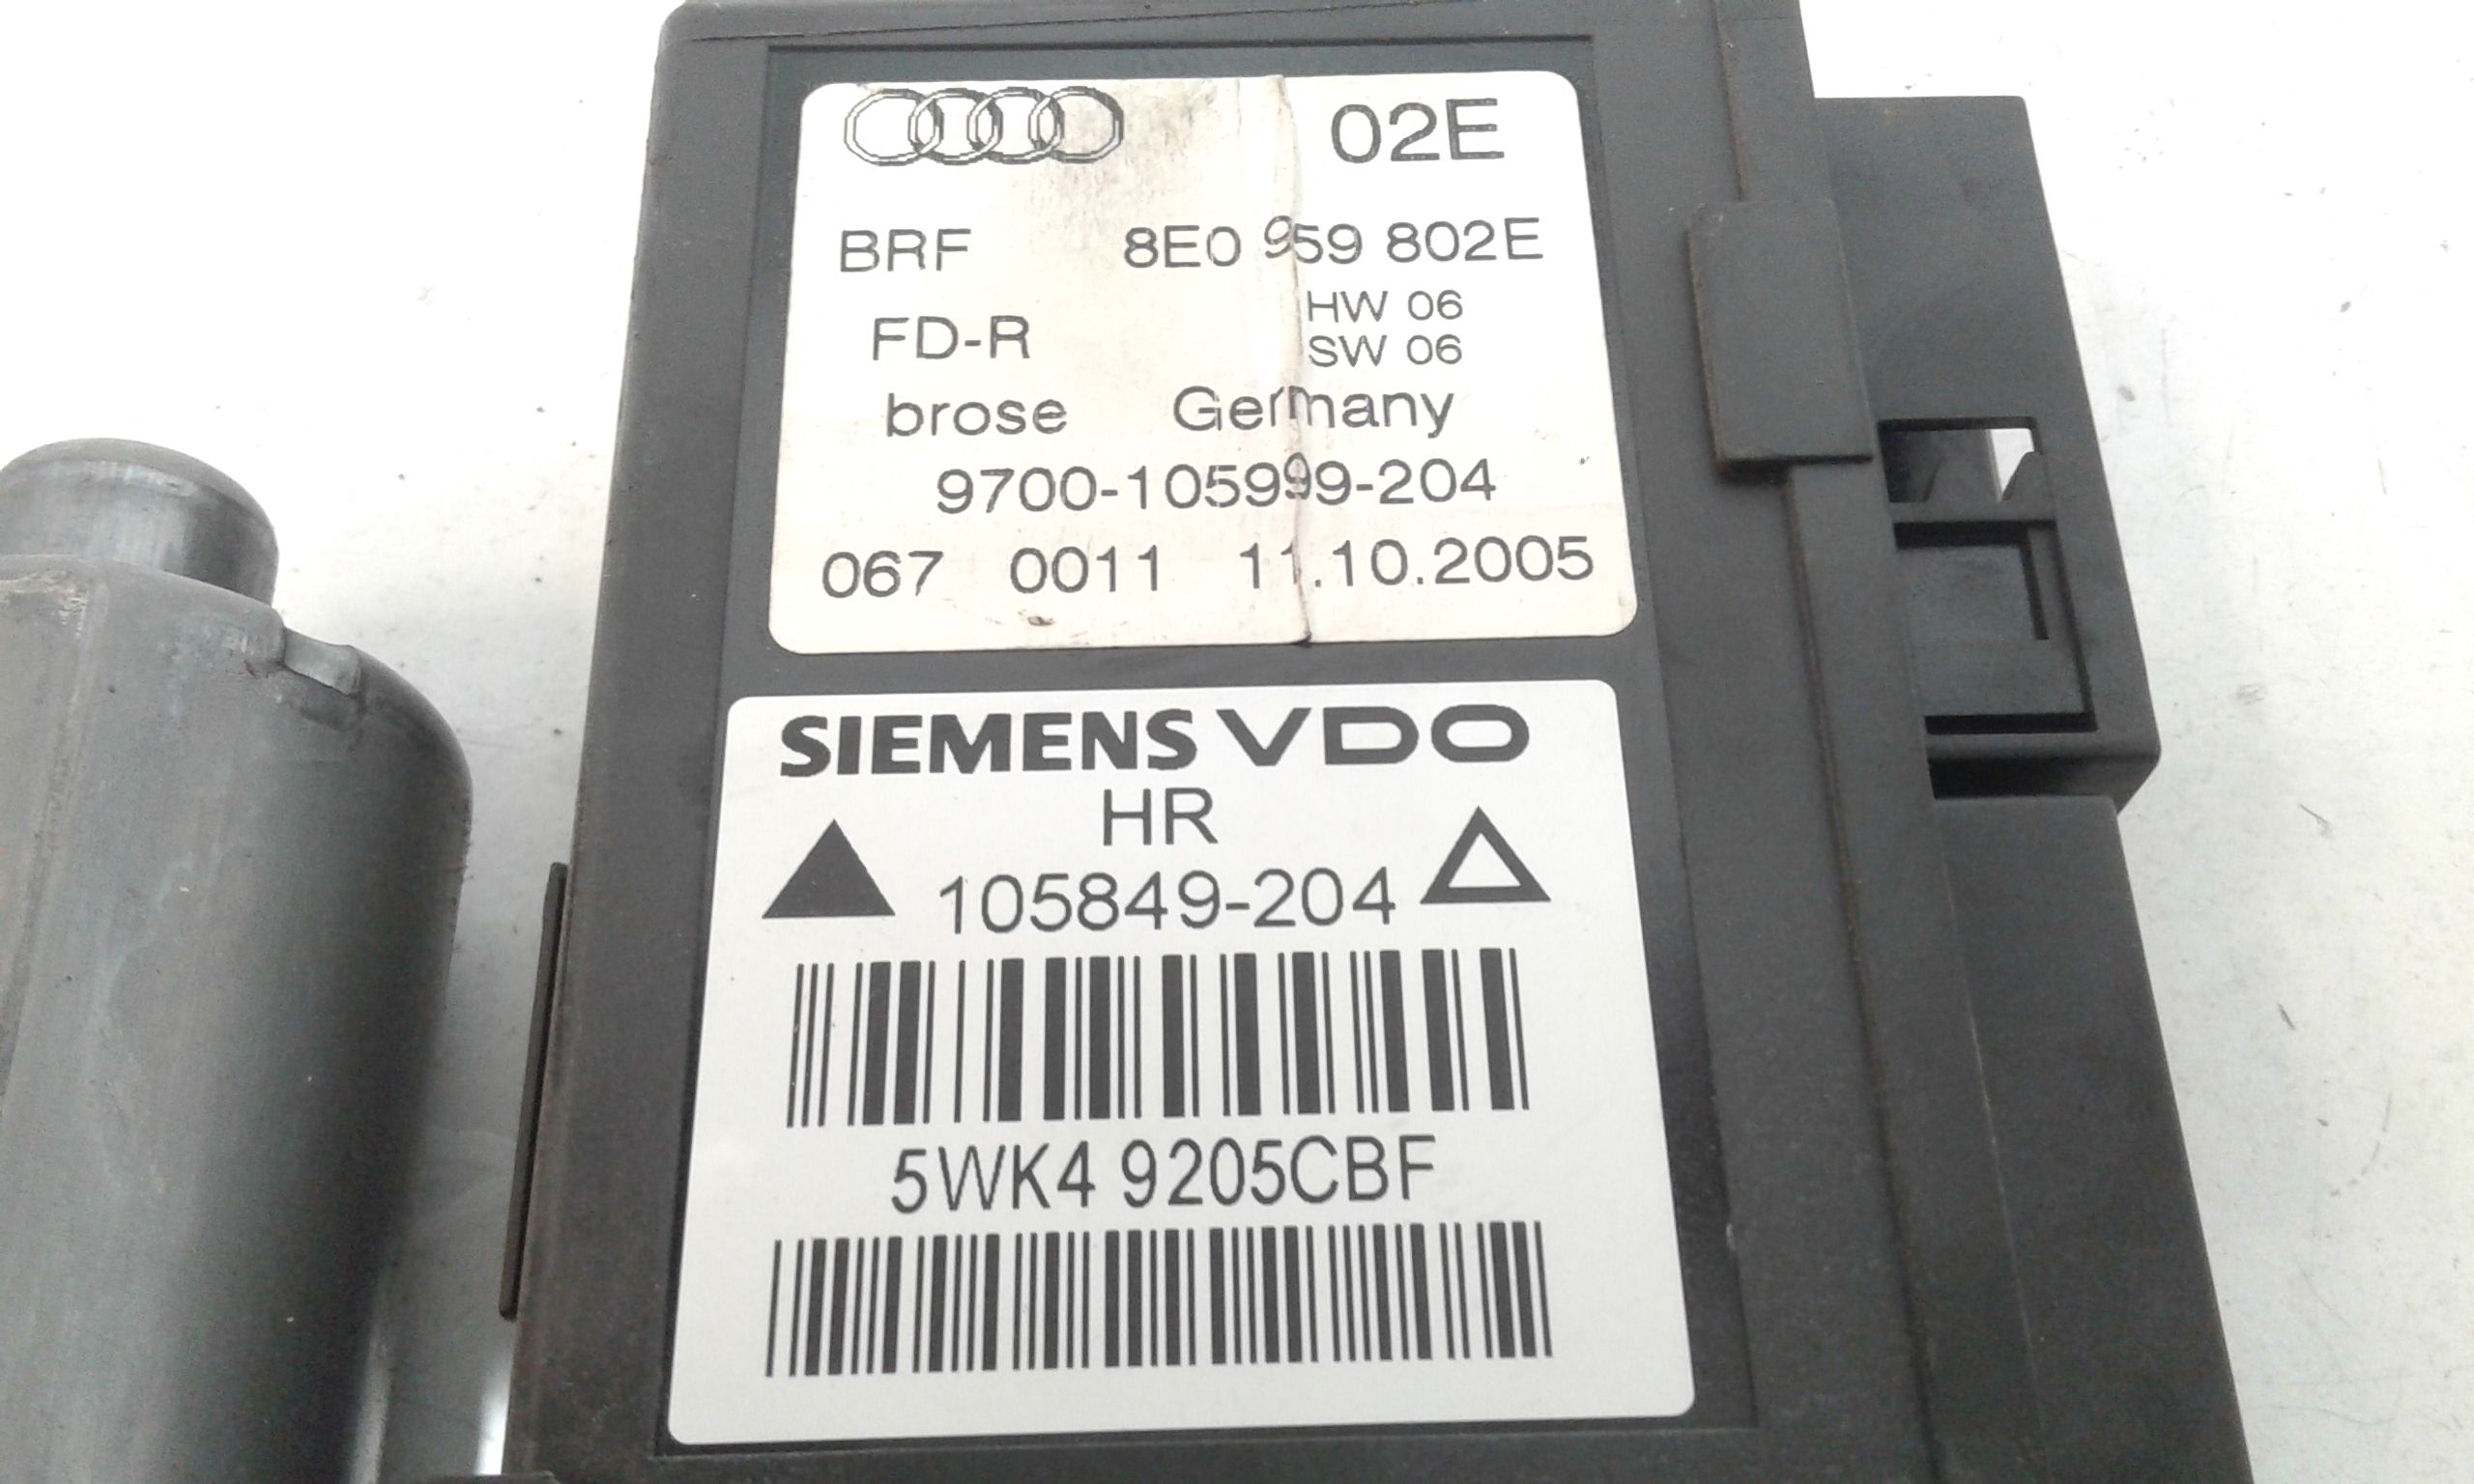 02E
BRF 8E0 959 802E
HW 06
FD-R
SW 06
brose Germany
9700-105999-204
067 0011 11.10.2005
SIEMENS VDO
HR
105849-204
5WK4 9205CBF